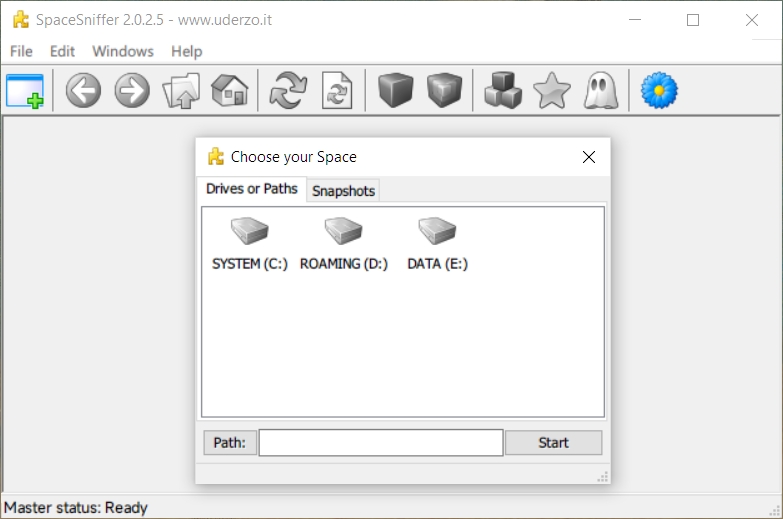 SpaceSniffer 2.0.2.5 - www.uderzo.it
File Edit Windows Help
Choose your Space
Drives or Paths Snapshots
SYSTEM (C:) ROAMING (D:) DATA (E:)
Path: Start
Master status: Ready